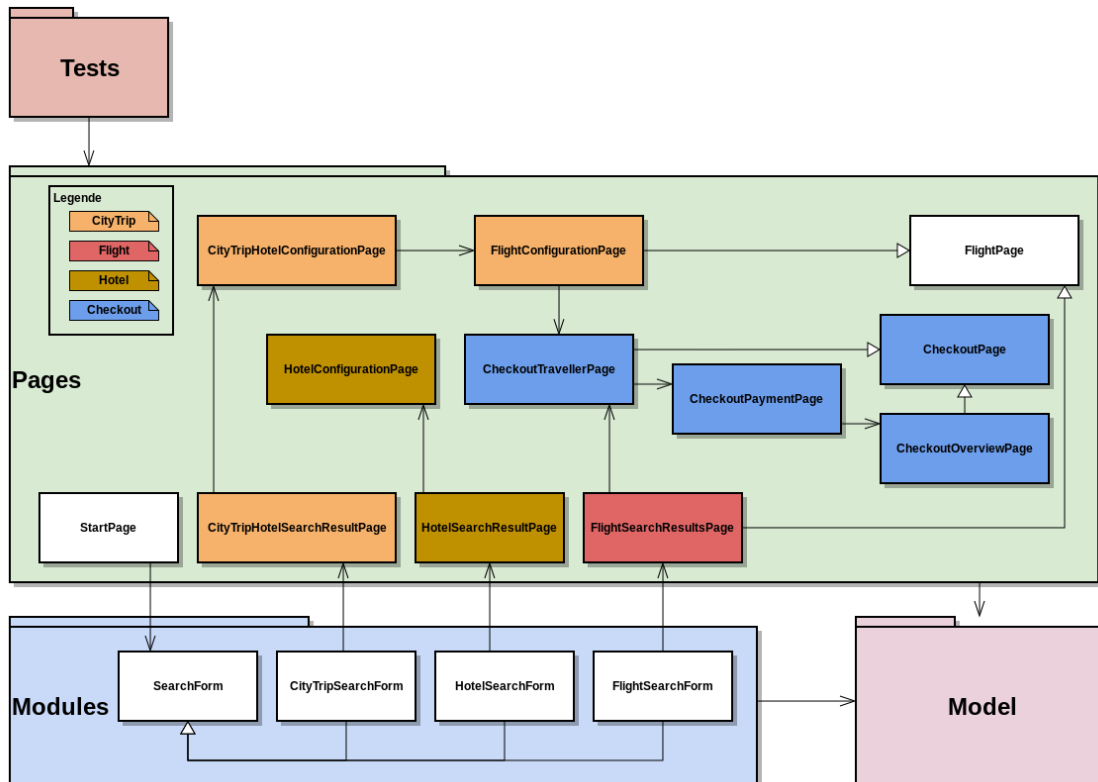 Tests
Legende
CityTrip
Flight
Hotel
Checkout
CityTripHotelConfigurationPage
FlightConfigurationPage
FlightPage
HotelConfigurationPage
CheckoutTravellerPage
CheckoutPage
Pages
CheckoutPaymentPage
CheckoutOverviewPage
StartPage
CityTripHotelSearchResultPage
HotelSearchResultPage
FlightSearchResultsPage
SearchForm
CityTripSearchForm
HotelSearchForm
FlightSearchForm
Modules
Model